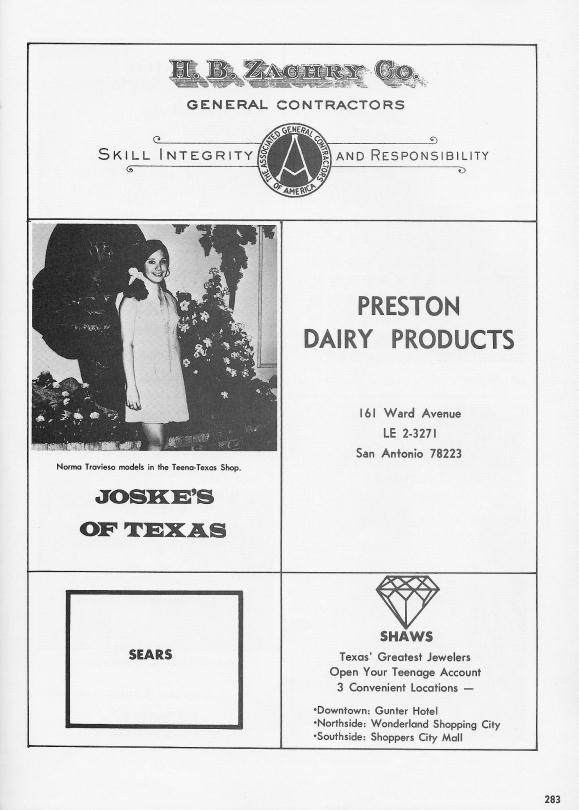 H. B. ZACHRY CO.
GENERAL CONTRACTORS
SKILL INTEGRITY AND RESPONSIBILITY
THE ASSOCIATED GENERAL CONTRACTORS
OF AMERICA
A
Norma Travieso models in the Teena-Texas Shop.
JOSKE'S
OF TEXAS
PRESTON
DAIRY PRODUCTS
161 Ward Avenue
LE 2-3271
San Antonio 78223
SEARS
SHAWS
Texas' Greatest Jewelers
Open Your Teenage Account
3 Convenient Locations —
•Downtown: Gunter Hotel
•Northside: Wonderland Shopping City
•Southside: Shoppers City Mall
283